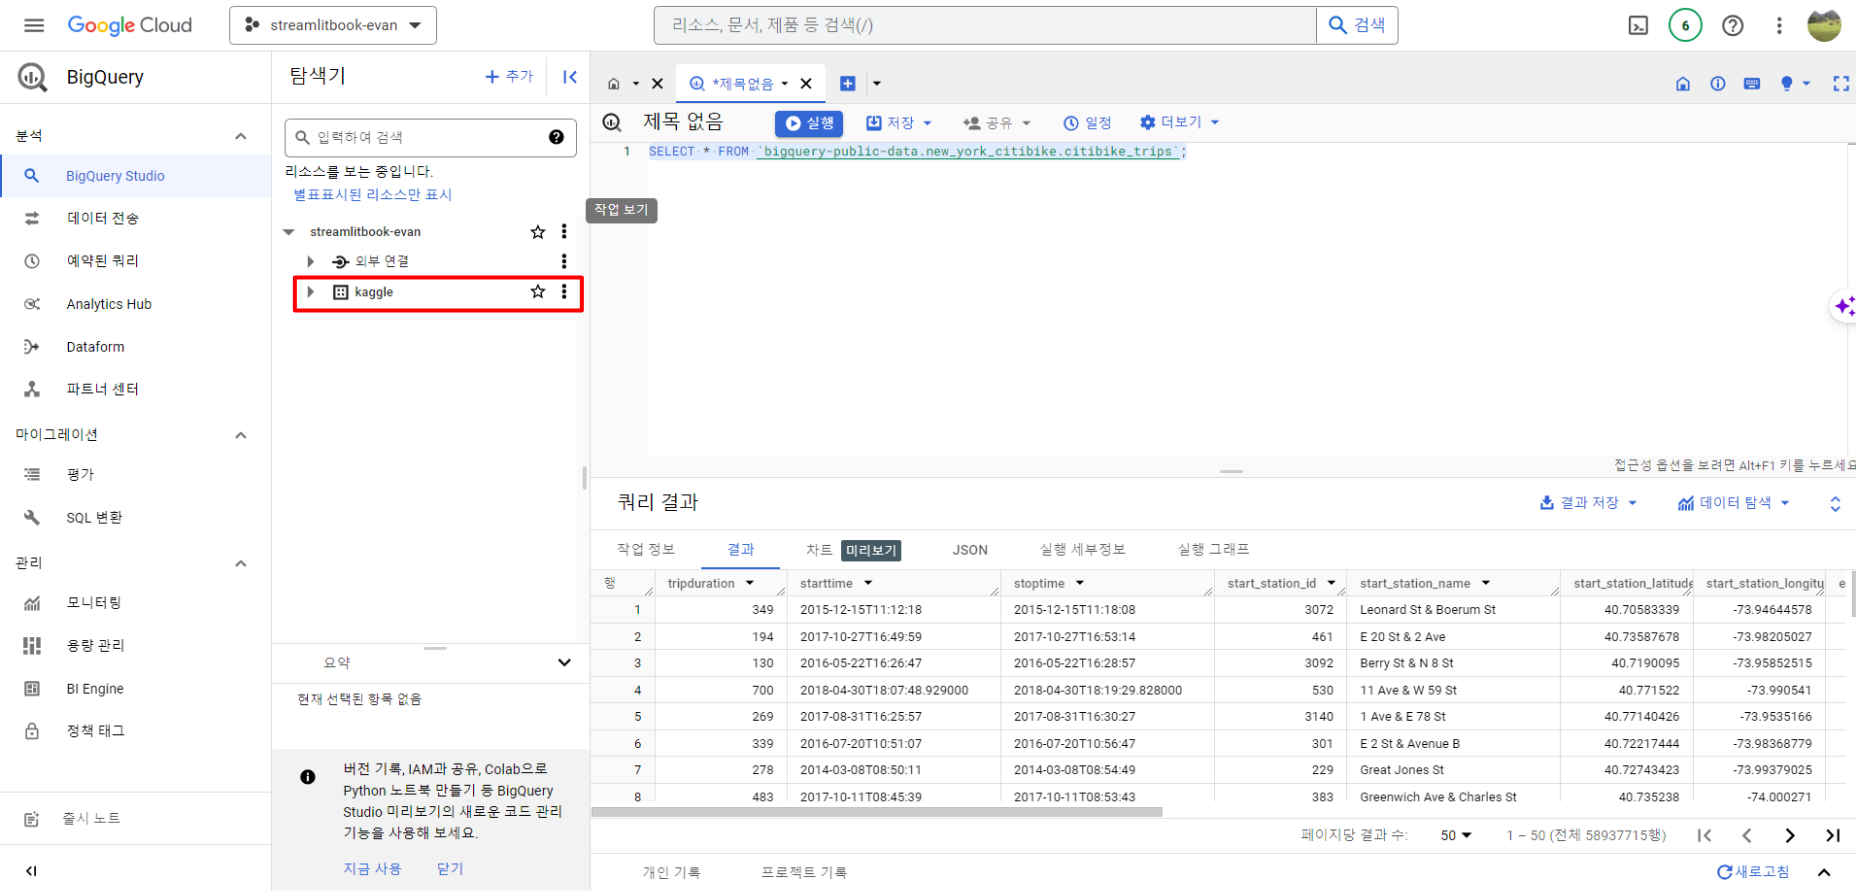 Google Cloud
streamlitbook-evan
리소스, 문서, 제품 등 검색(/)
검색
6
BigQuery
탐색기
추가
*제목없음
분석
BigQuery Studio
데이터 전송
예약된 쿼리
Analytics Hub
Dataform
파트너 센터
마이그레이션
평가
SQL 변환
관리
모니터링
용량 관리
BI Engine
정책 태그
출시 노트
입력하여 검색
리소스를 보는 중입니다.
별표표시된 리소스만 표시
streamlitbook-evan
외부 연결
kaggle
요약
현재 선택된 항목 없음
버전 기록, IAM과 공유, Colab으로
Python 노트북 만들기 등 BigQuery
Studio 미리보기의 새로운 코드 관리
기능을 사용해 보세요.
지금 사용 닫기
제목 없음 실행 저장 공유 일정 더보기
1 SELECT * FROM `bigquery-public-data.new_york_citibike.citibike_trips`;
작업 보기
접근성 옵션을 보려면 Alt+F1 키를 누르세요
쿼리 결과 결과 저장 데이터 탐색
작업 정보 결과 차트 미리보기 JSON 실행 세부정보 실행 그래프
행 tripduration starttime stoptime start_station_id start_station_name start_station_latitude start_station_longitu e
1 349 2015-12-15T11:12:18 2015-12-15T11:18:08 3072 Leonard St & Boerum St 40.70583339 -73.94644578
2 194 2017-10-27T16:49:59 2017-10-27T16:53:14 461 E 20 St & 2 Ave 40.73587678 -73.98205027
3 130 2016-05-22T16:26:47 2016-05-22T16:28:57 3092 Berry St & N 8 St 40.7190095 -73.95852515
4 700 2018-04-30T18:07:48.929000 2018-04-30T18:19:29.828000 530 11 Ave & W 59 St 40.771522 -73.990541
5 269 2017-08-31T16:25:57 2017-08-31T16:30:27 3140 1 Ave & E 78 St 40.77140426 -73.9535166
6 339 2016-07-20T10:51:07 2016-07-20T10:56:47 301 E 2 St & Avenue B 40.72217444 -73.98368779
7 278 2014-03-08T08:50:11 2014-03-08T08:54:49 229 Great Jones St 40.72743423 -73.99379025
8 483 2017-10-11T08:45:39 2017-10-11T08:53:43 383 Greenwich Ave & Charles St 40.735238 -74.000271
페이지당 결과 수: 50 1 – 50 (전체 58937715행)
개인 기록 프로젝트 기록 새로고침